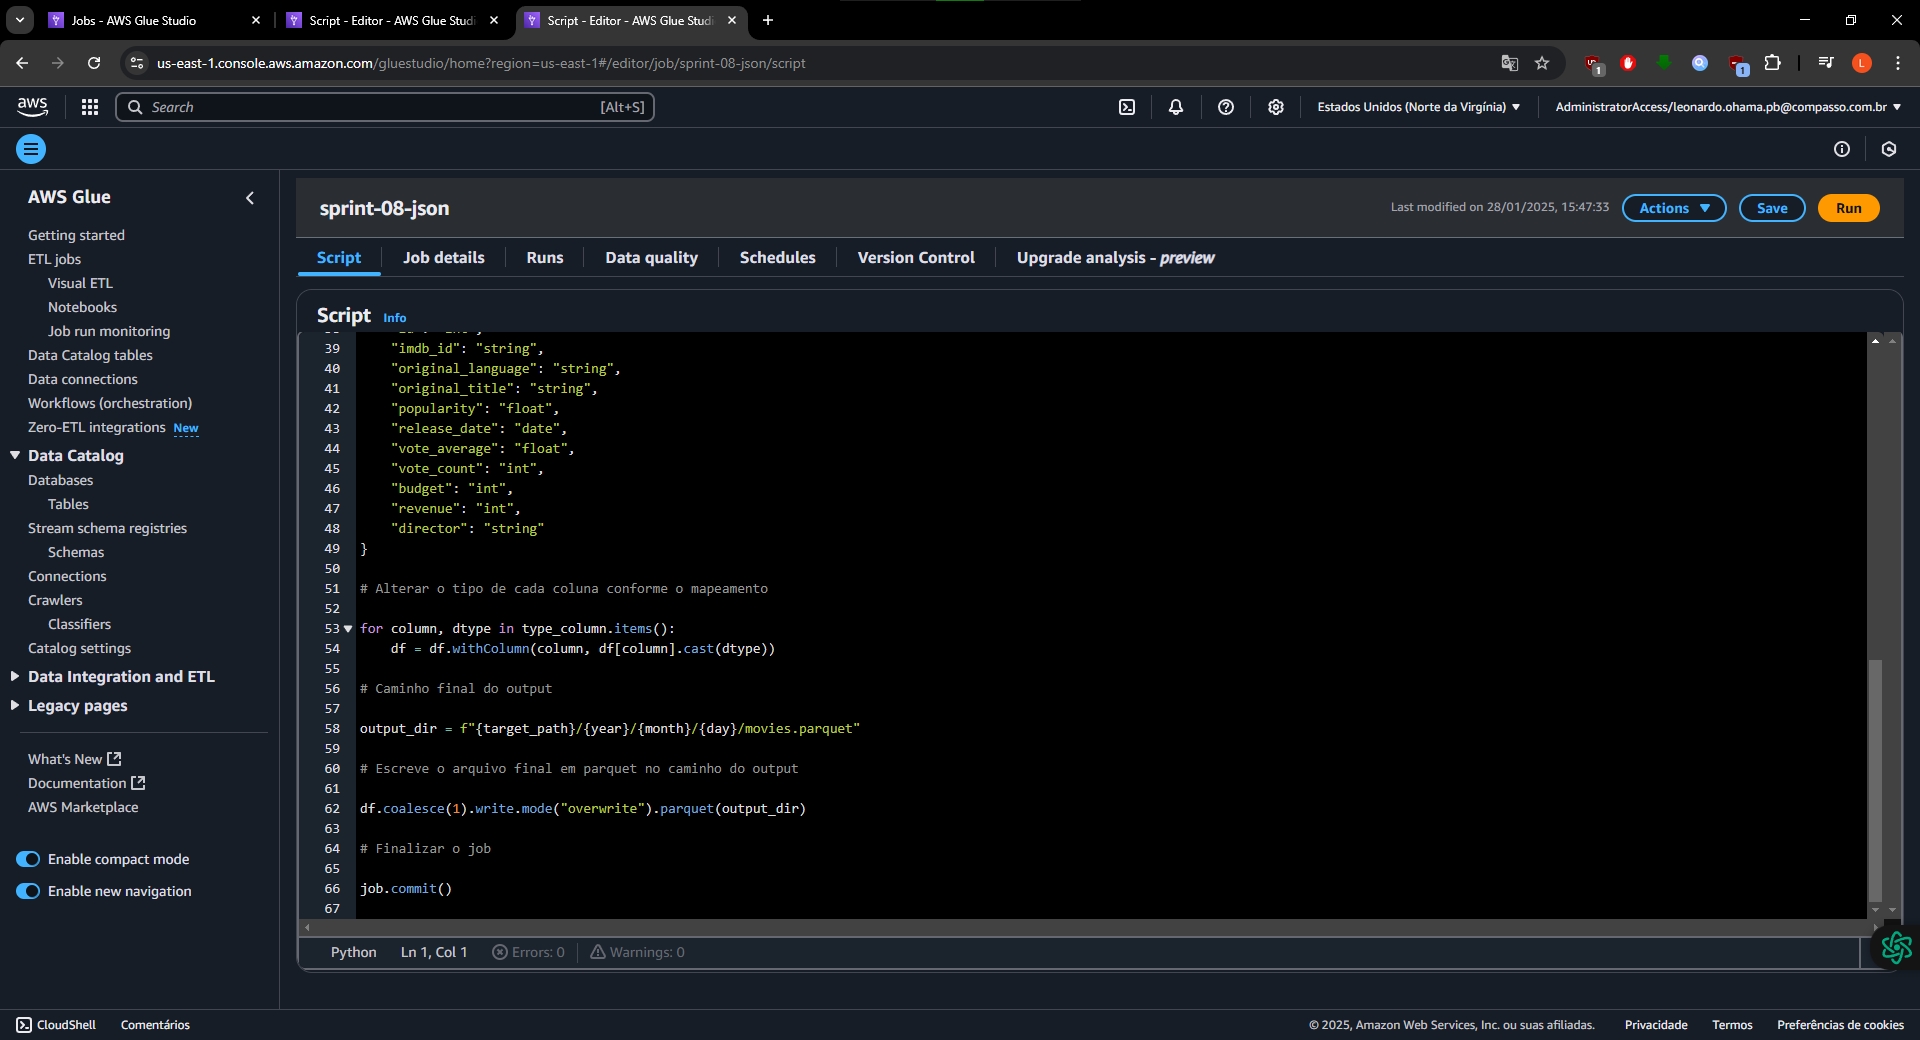 Jobs - AWS Glue Studio
Script - Editor - AWS Glue Studi
Script - Editor - AWS Glue Studi
us-east-1.console.aws.amazon.com/gluestudio/home?region=us-east-1#/editor/job/sprint-08-json/script
1
1
L
aws
Search
[Alt+S]
Estados Unidos (Norte da Virgínia)
AdministratorAccess/leonardo.ohama.pb@compasso.com.br
AWS Glue
Getting started
ETL jobs
Visual ETL
Notebooks
Job run monitoring
Data Catalog tables
Data connections
Workflows (orchestration)
Zero-ETL integrations New
Data Catalog
Databases
Tables
Stream schema registries
Schemas
Connections
Crawlers
Classifiers
Catalog settings
Data Integration and ETL
Legacy pages
What's New
Documentation
AWS Marketplace
Enable compact mode
Enable new navigation
sprint-08-json
Last modified on 28/01/2025, 15:47:33
Actions
Save
Run
Script
Job details
Runs
Data quality
Schedules
Version Control
Upgrade analysis - preview
Script Info
39 "imdb_id": "string",
40 "original_language": "string",
41 "original_title": "string",
42 "popularity": "float",
43 "release_date": "date",
44 "vote_average": "float",
45 "vote_count": "int",
46 "budget": "int",
47 "revenue": "int",
48 "director": "string"
49 }
50
51 # Alterar o tipo de cada coluna conforme o mapeamento
52
53 for column, dtype in type_column.items():
54 df = df.withColumn(column, df[column].cast(dtype))
55
56 # Caminho final do output
57
58 output_dir = f"{target_path}/{year}/{month}/{day}/movies.parquet"
59
60 # Escreve o arquivo final em parquet no caminho do output
61
62 df.coalesce(1).write.mode("overwrite").parquet(output_dir)
63
64 # Finalizar o job
65
66 job.commit()
67
Python
Ln 1, Col 1
Errors: 0
Warnings: 0
CloudShell
Comentários
© 2025, Amazon Web Services, Inc. ou suas afiliadas.
Privacidade
Termos
Preferências de cookies